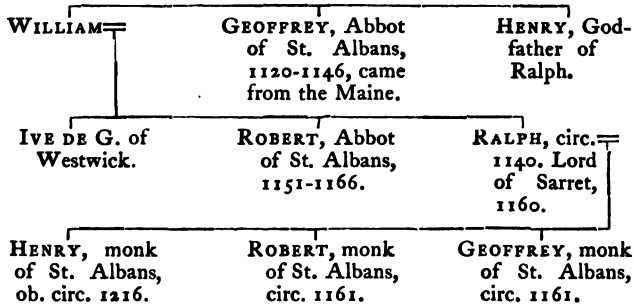 WILLIAM
GEOFFREY, Abbot
of St. Albans,
1120-1146, came
from the Maine.
HENRY, God-
father of
Ralph.
IVE DE G. of
Westwick.
ROBERT, Abbot
of St. Albans,
1151-1166.
RALPH, circ.
1140. Lord
of Sarret,
1160.
HENRY, monk
of St. Albans,
ob. circ. 1216.
ROBERT, monk
of St. Albans,
circ. 1161.
GEOFFREY, monk
of St. Albans,
circ. 1161.